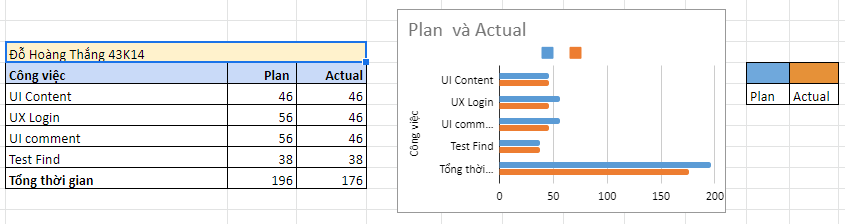 Đỗ Hoàng Thắng 43K14
Công việc Plan Actual
UI Content 46 46
UX Login 56 46
UI comment 56 46
Test Find 38 38
Tổng thời gian 196 176
Plan và Actual
Công việc
UI Content
UX Login
UI comm...
Test Find
Tổng thời...
0 50 100 150 200
Plan Actual